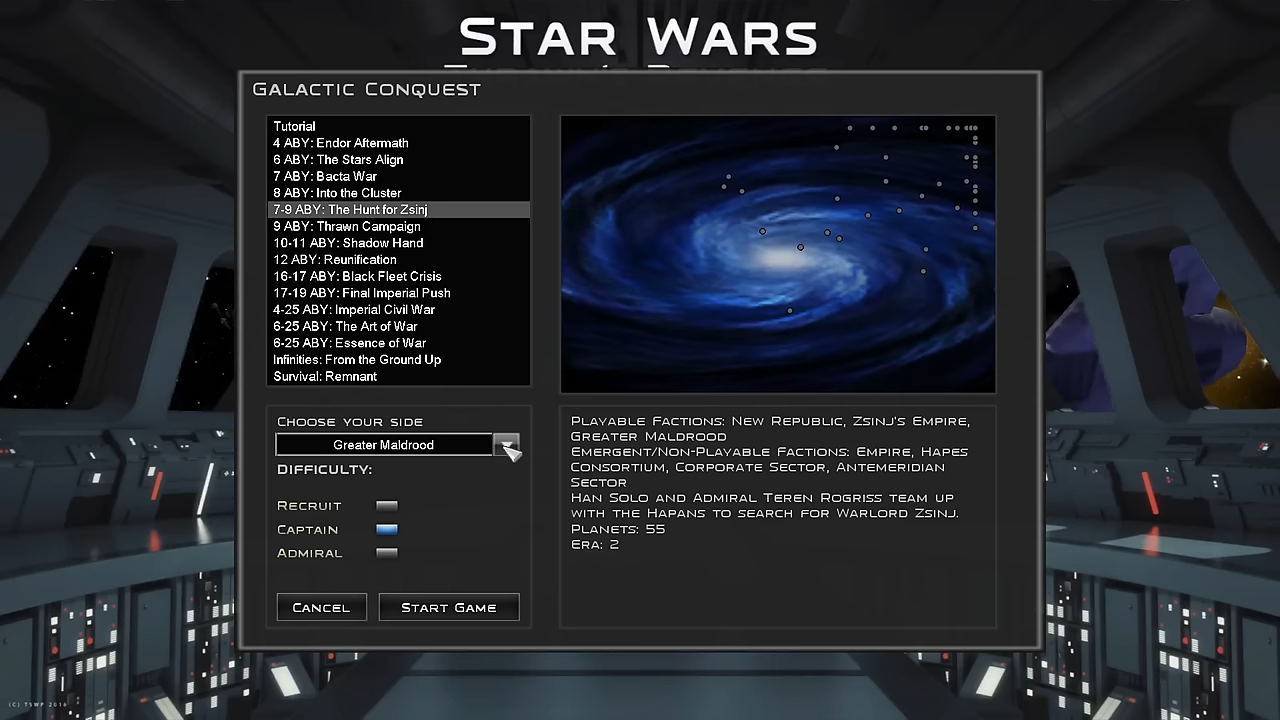 STAR WARS
GALACTIC CONQUEST
Tutorial
4 ABY: Endor Aftermath
6 ABY: The Stars Align
7 ABY: Bacta War
8 ABY: Into the Cluster
7-9 ABY: The Hunt for Zsinj
9 ABY: Thrawn Campaign
10-11 ABY: Shadow Hand
12 ABY: Reunification
16-17 ABY: Black Fleet Crisis
17-19 ABY: Final Imperial Push
4-25 ABY: Imperial Civil War
6-25 ABY: The Art of War
6-25 ABY: Essence of War
Infinities: From the Ground Up
Survival: Remnant
CHOOSE YOUR SIDE
Greater Maldrood
DIFFICULTY:
RECRUIT
CAPTAIN
ADMIRAL
CANCEL
START GAME
PLAYABLE FACTIONS: NEW REPUBLIC, ZSINJ'S EMPIRE,
GREATER MALDROOD
EMERGENT/NON-PLAYABLE FACTIONS: EMPIRE, HAPES
CONSORTIUM, CORPORATE SECTOR, ANTEMERIDIAN
SECTOR
HAN SOLO AND ADMIRAL TEREN ROGRISS TEAM UP
WITH THE HAPANS TO SEARCH FOR WARLORD ZSINJ.
PLANETS: 55
ERA: 2
(C) TSWP 2016